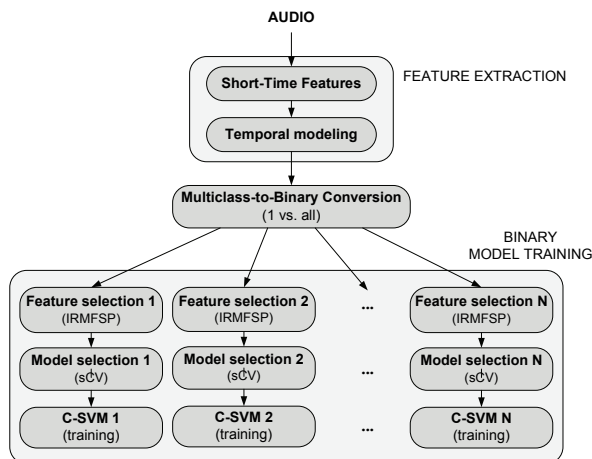 AUDIO
FEATURE EXTRACTION
Short-Time Features
Temporal modeling
Multiclass-to-Binary Conversion
(1 vs. all)
BINARY
MODEL TRAINING
Feature selection 1
(IRMFSP)
Feature selection 2
(IRMFSP)
...
Feature selection N
(IRMFSP)
Model selection 1
(sCV)
Model selection 2
(sCV)
...
Model selection N
(sCV)
C-SVM 1
(training)
C-SVM 2
(training)
...
C-SVM N
(training)